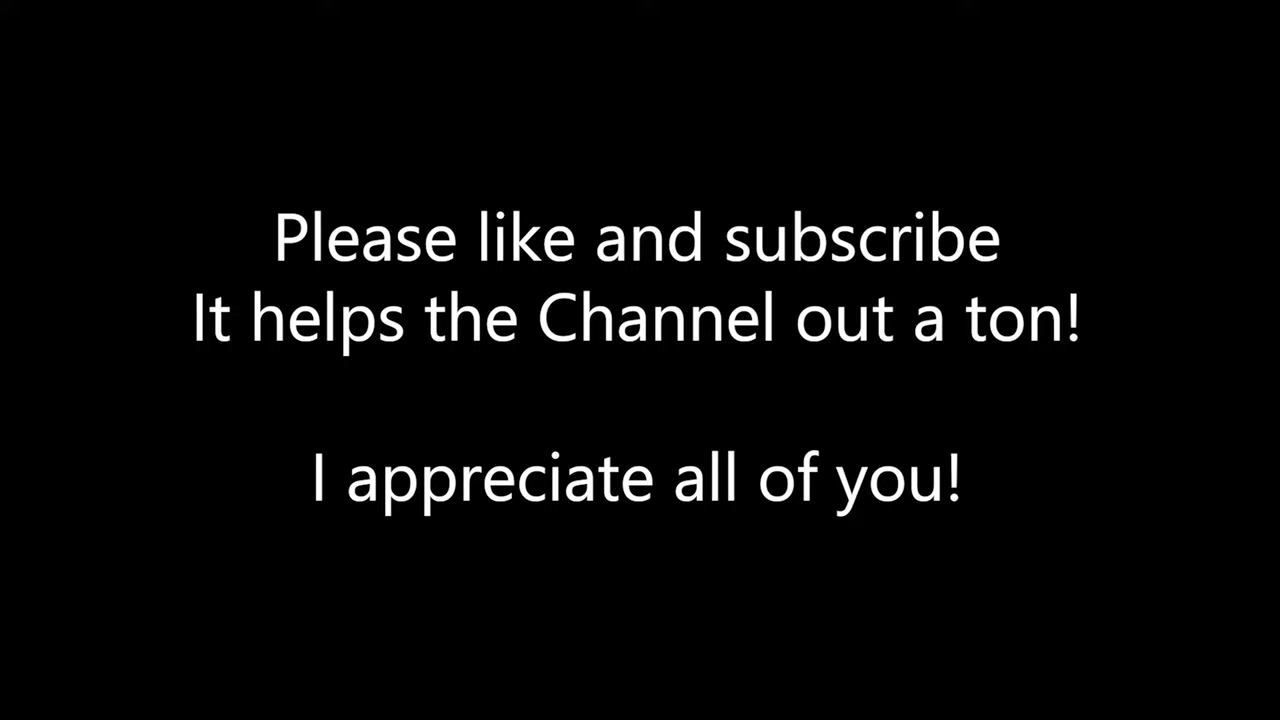 Please like and subscribe
It helps the Channel out a ton!
I appreciate all of you!